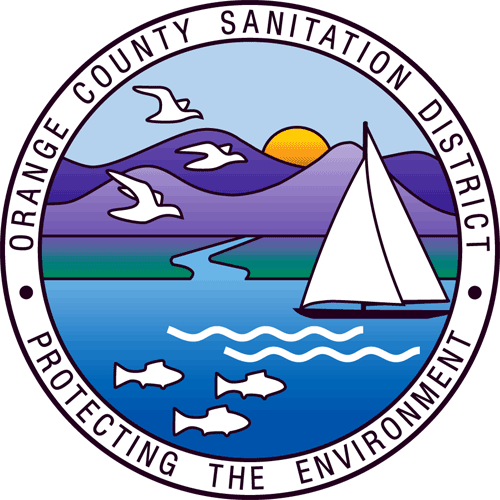 ORANGE COUNTY SANITATION DISTRICT
PROTECTING THE ENVIRONMENT